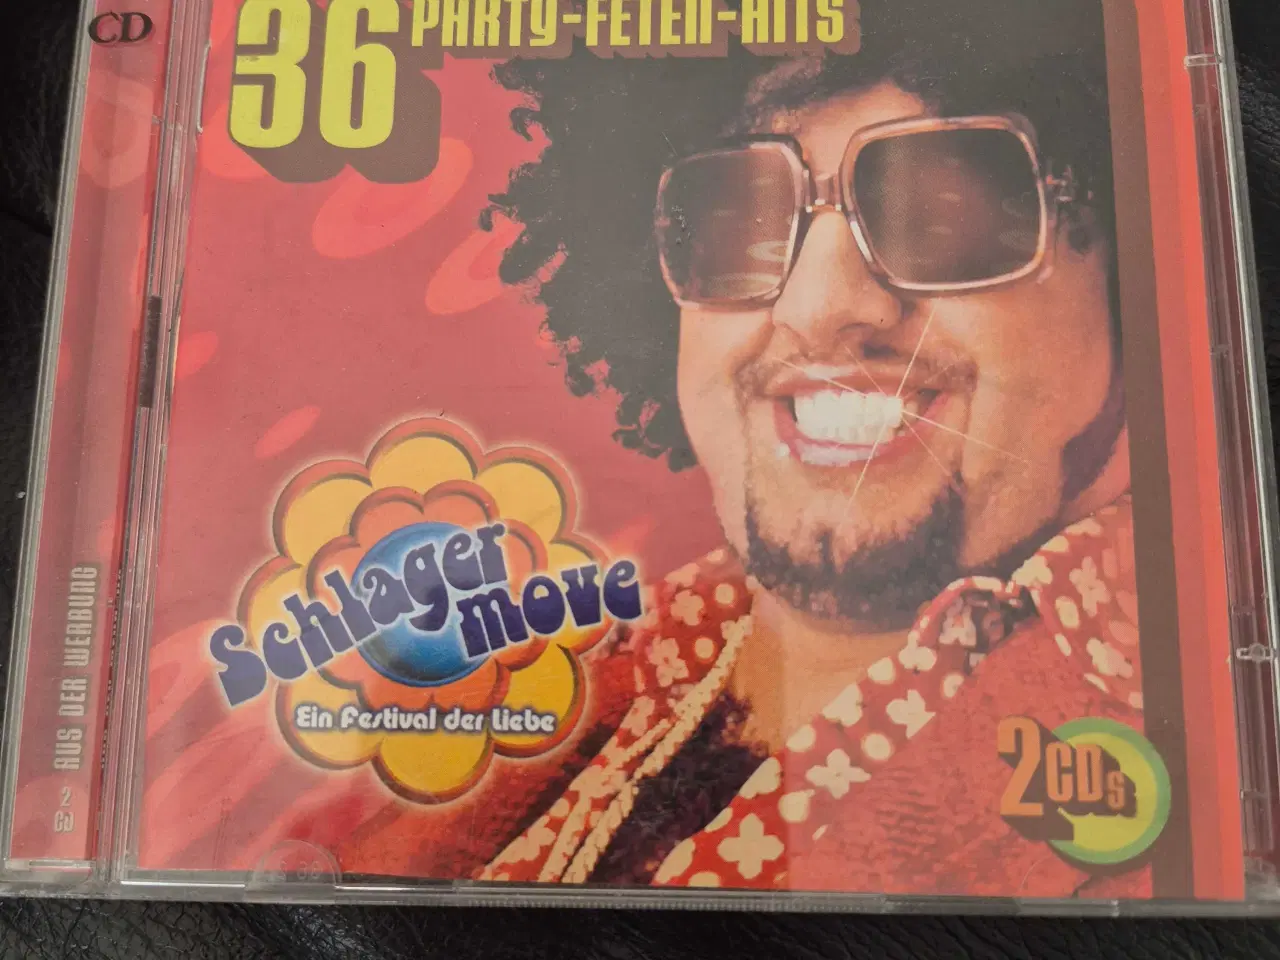 CD
36
PARTY-FETEN-HITS
Schlager
move
Ein Festival der Liebe
AUS DER WERBUNG
2
CD
2CDs